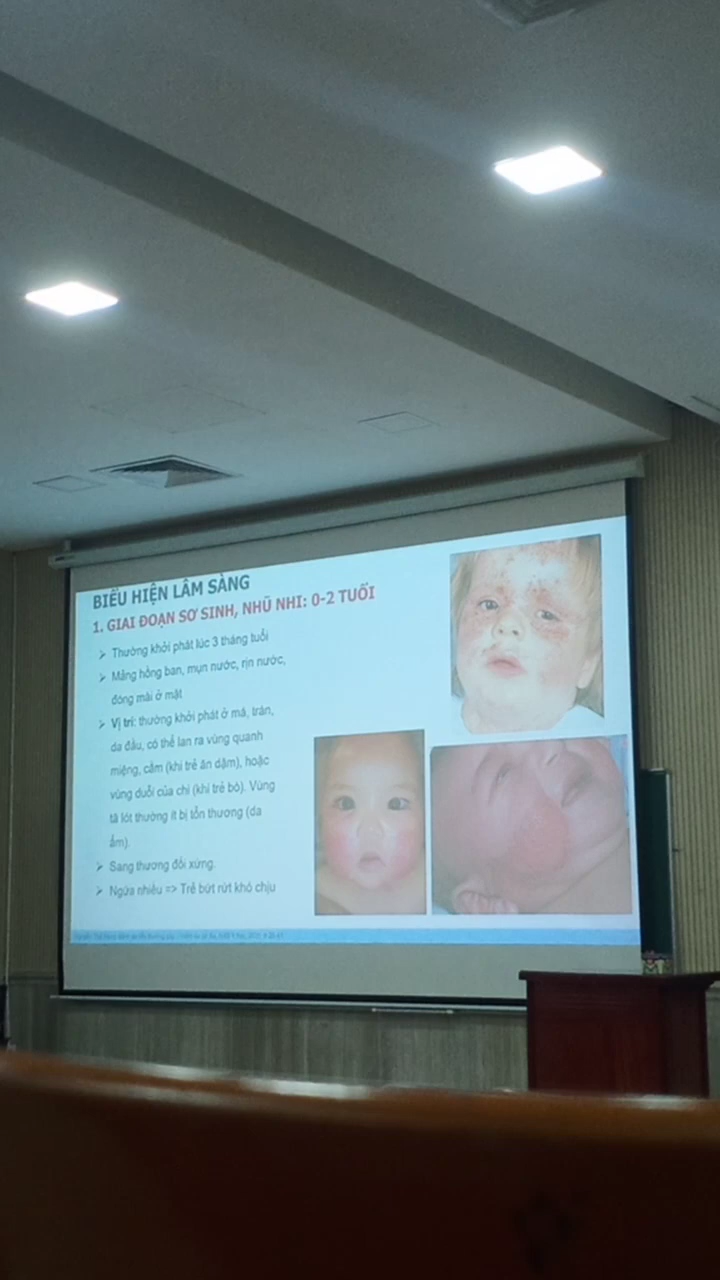 BIỂU HIỆN LÂM SÀNG
1. GIAI ĐOẠN SƠ SINH, NHŨ NHI: 0-2 TUỔI
➢ Thường khởi phát lúc 3 tháng tuổi
➢ Mảng hồng ban, mụn nước, rịn nước,
đóng mài ở mặt
➢ Vị trí: thường khởi phát ở má, trán,
da đầu, có thể lan ra vùng quanh
miệng, cằm (khi trẻ ăn dặm), hoặc
vùng duỗi của chi (khi trẻ bò). Vùng
tã lót thường ít bị tổn thương (da
ẩm).
➢ Sang thương đối xứng.
➢ Ngứa nhiều => Trẻ bứt rứt khó chịu